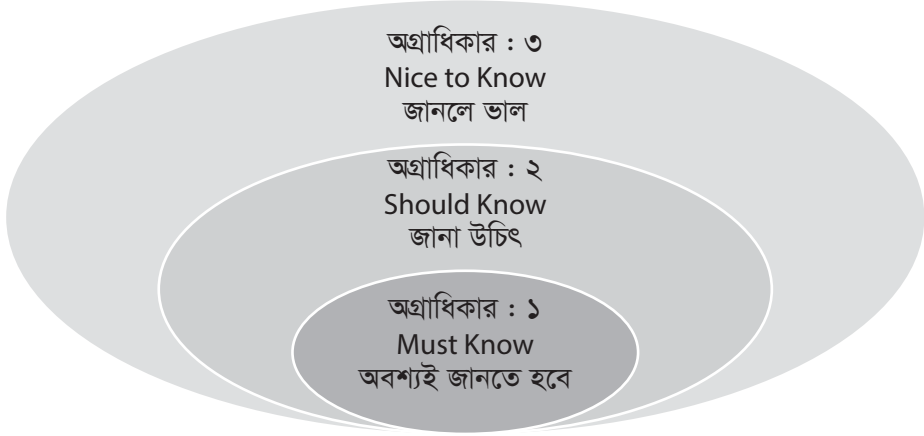 অগ্রাধিকার : ৩
Nice to Know
জানলে ভাল
অগ্রাধিকার : ২
Should Know
জানা উচিৎ
অগ্রাধিকার : ১
Must Know
অবশ্যই জানতে হবে